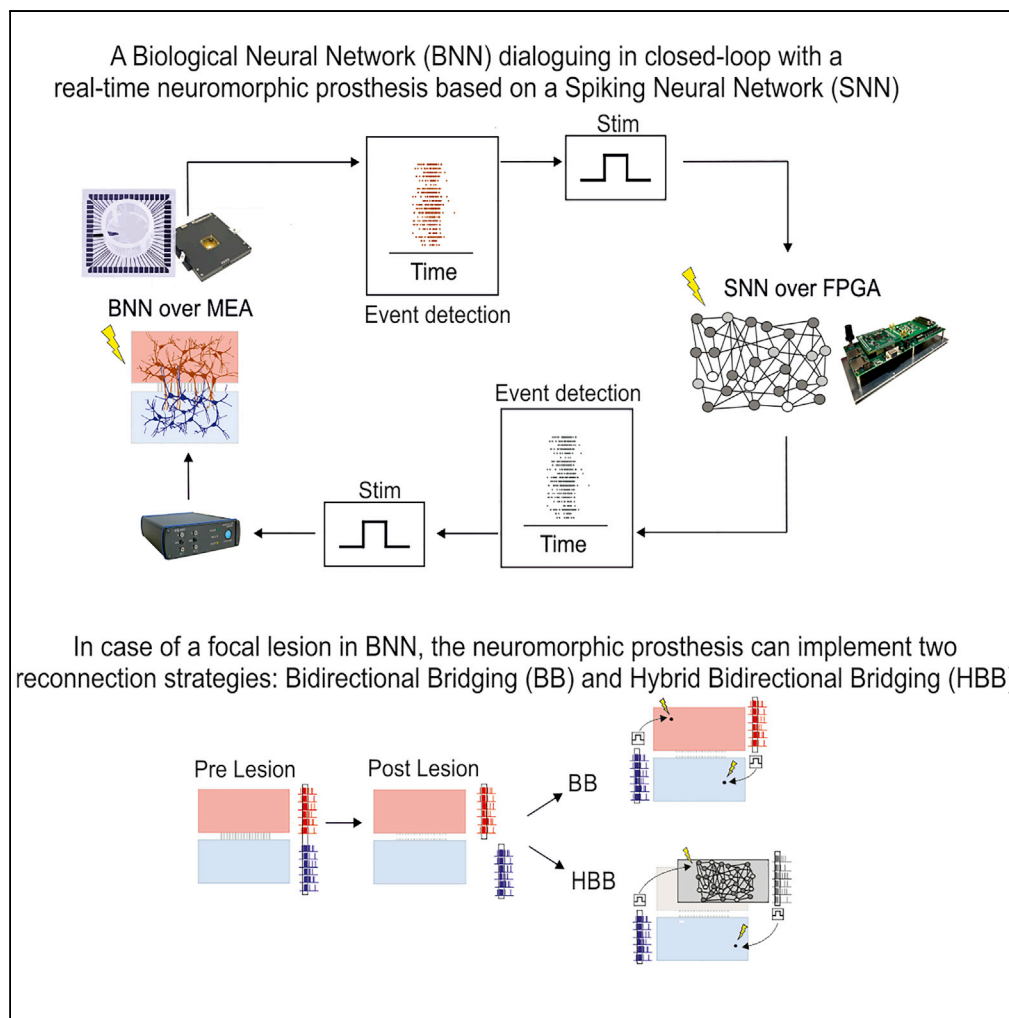 A Biological Neural Network (BNN) dialoguing in closed-loop with a
real-time neuromorphic prosthesis based on a Spiking Neural Network (SNN)
Stim
Time
Event detection
BNN over MEA
SNN over FPGA
Event detection
Stim
Time
In case of a focal lesion in BNN, the neuromorphic prosthesis can implement two
reconnection strategies: Bidirectional Bridging (BB) and Hybrid Bidirectional Bridging (HBB)
Pre Lesion
Post Lesion
BB
HBB